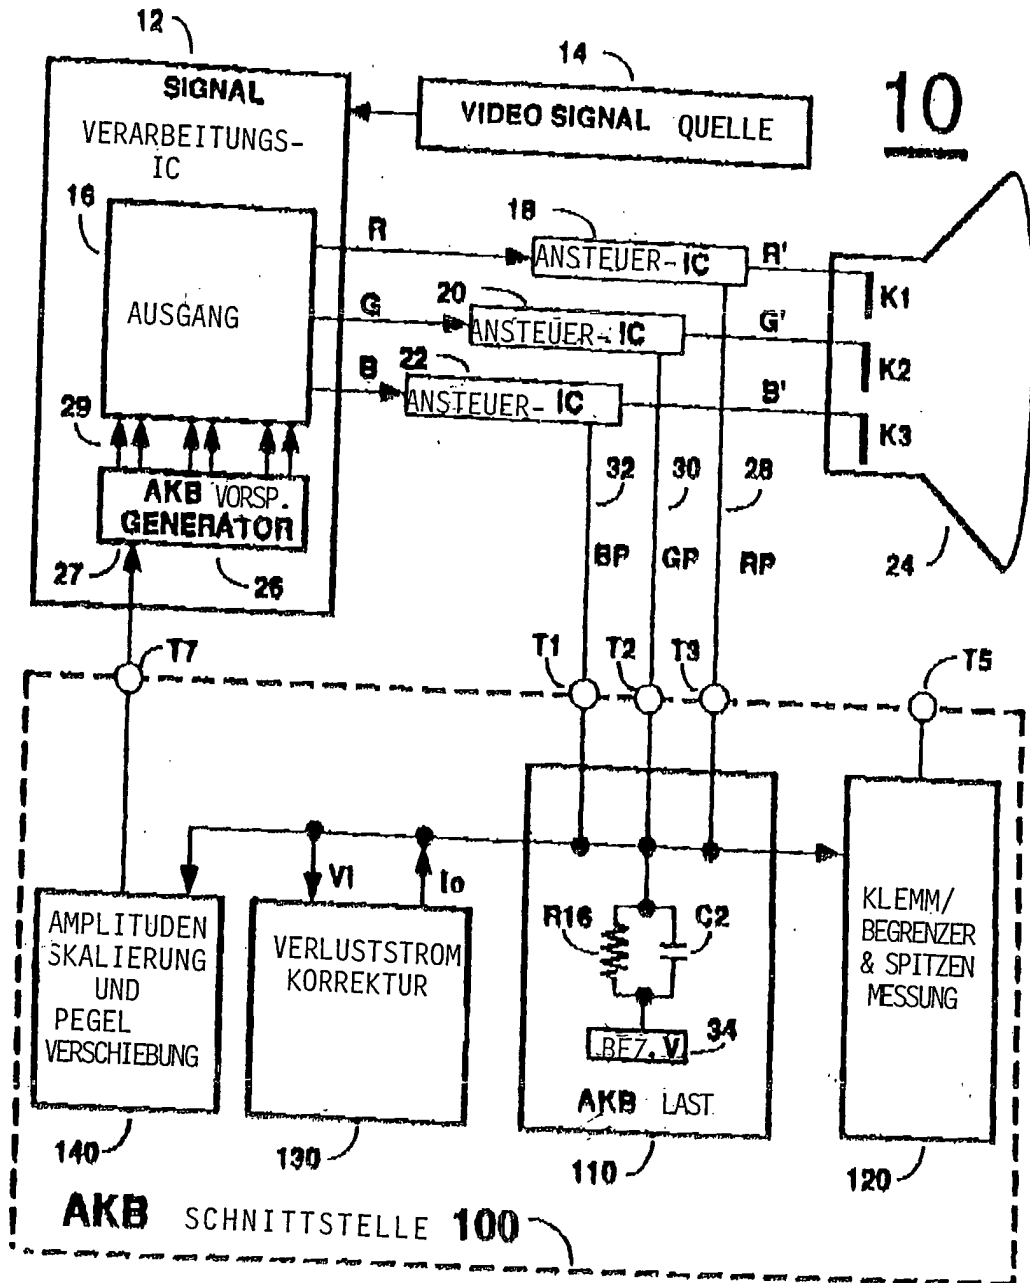 12
14
10
SIGNAL
VERARBEITUNGS-
IC
VIDEO SIGNAL QUELLE
16
AUSGANG
R
18
ANSTEUER-IC
R'
K1
G
20
ANSTEUER-IC
G'
K2
B
22
ANSTEUER-IC
B'
K3
29
AKB VORSP.
GENERATOR
27
26
32
30
28
24
BP
GP
RP
T7
T1
T2
T3
T5
VI
Io
AMPLITUDEN
SKALIERUNG
UND
PEGEL
VERSCHIEBUNG
VERLUSTSTROM
KORREKTUR
R16
C2
BEZ. V
34
AKB LAST
KLEMM/
BEGRENZER
& SPITZEN
MESSUNG
140
130
110
120
AKB SCHNITTSTELLE 100